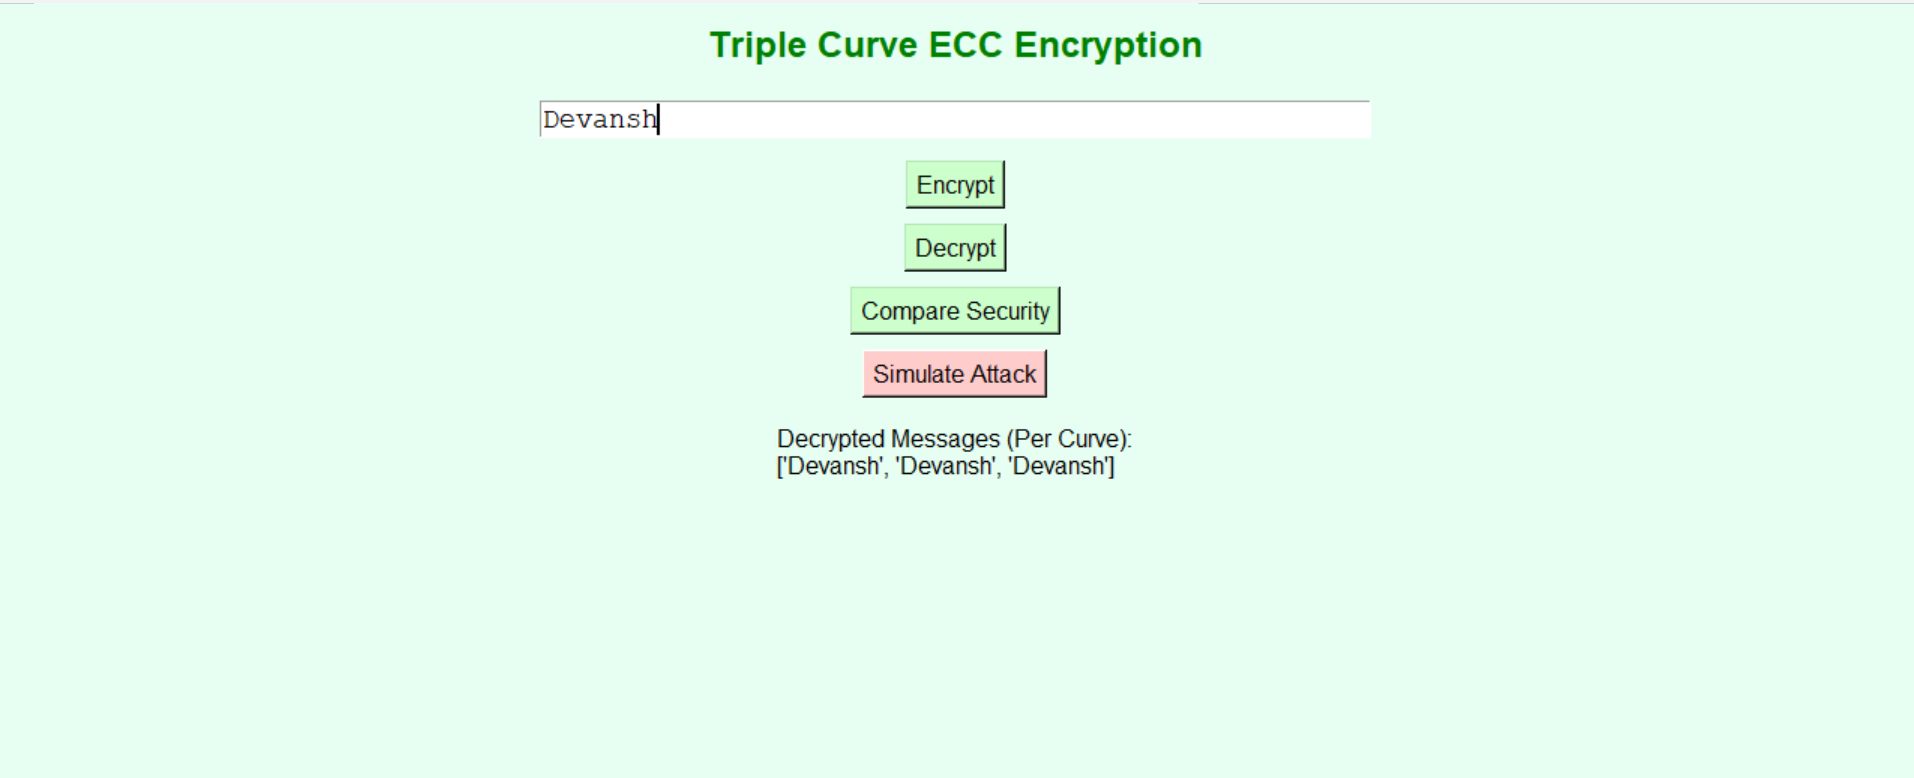 Triple Curve ECC Encryption
Devansh
Encrypt
Decrypt
Compare Security
Simulate Attack
Decrypted Messages (Per Curve):
['Devansh', 'Devansh', 'Devansh']